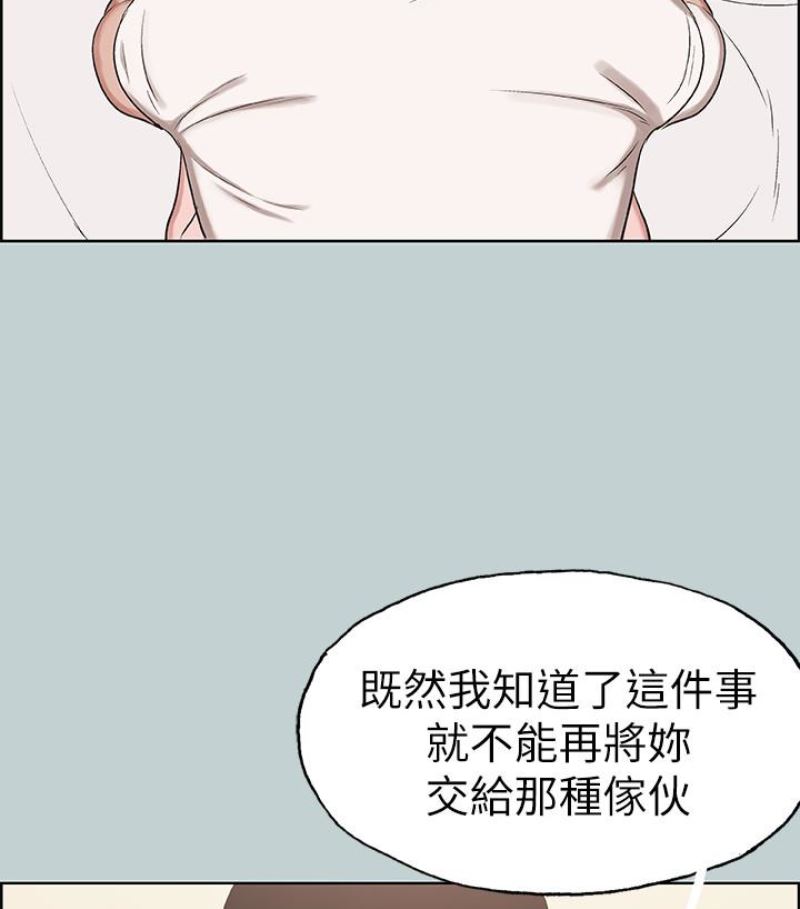 既然我知道了這件事
就不能再將妳
交給那種傢伙